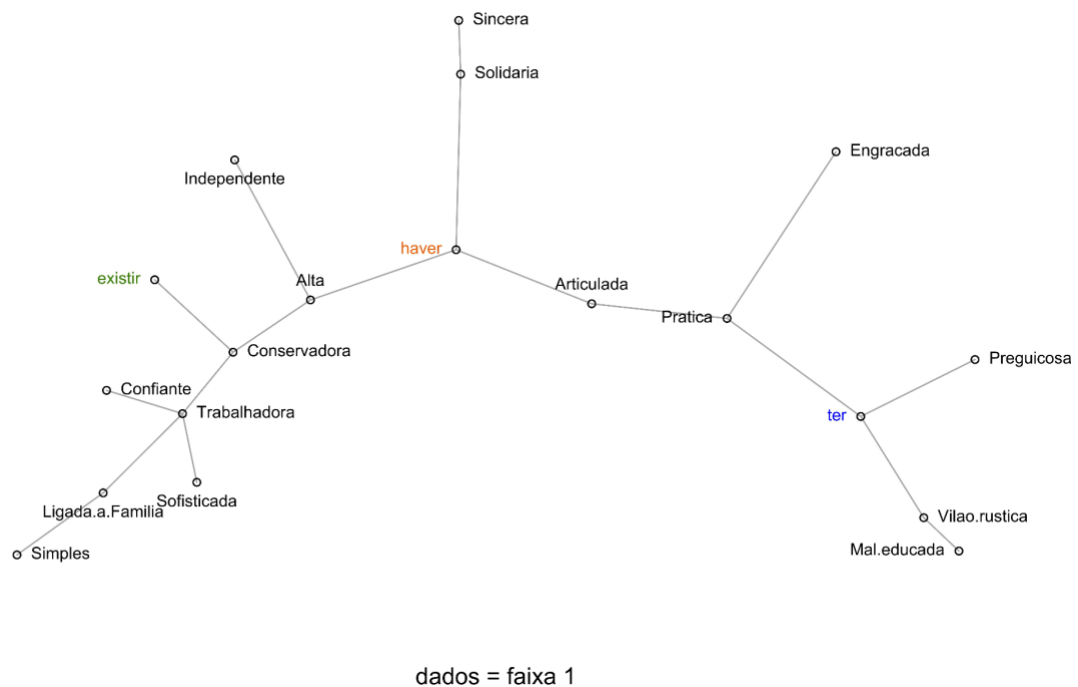 Sincera
Solidaria
Engracada
Independente
haver
existir
Alta
Articulada
Pratica
Conservadora
Preguicosa
Confiante
Trabalhadora
ter
Sofisticada
Ligada.a.Familia
Vilao.rustica
Simples
Mal.educada
dados = faixa 1